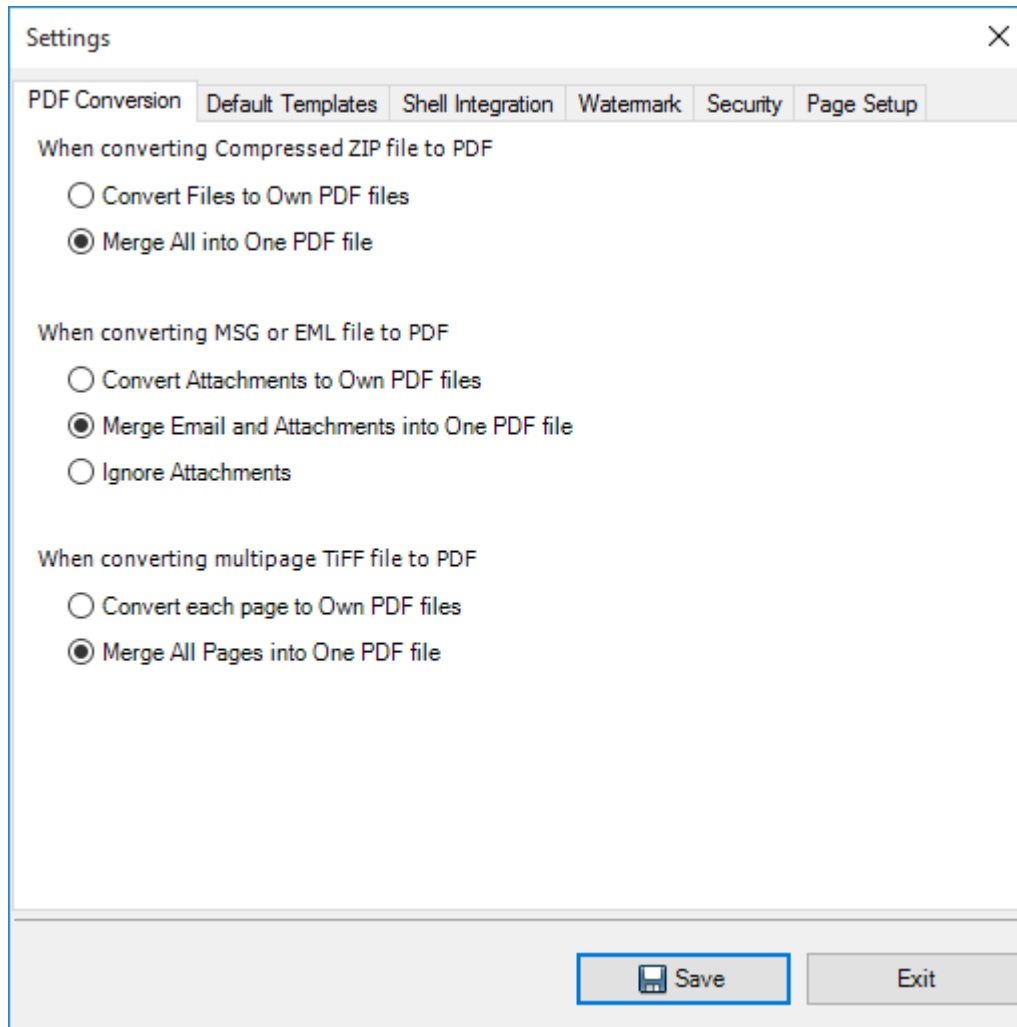 Settings
PDF Conversion Default Templates Shell Integration Watermark Security Page Setup
When converting Compressed ZIP file to PDF
Convert Files to Own PDF files
Merge All into One PDF file
When converting MSG or EML file to PDF
Convert Attachments to Own PDF files
Merge Email and Attachments into One PDF file
Ignore Attachments
When converting multipage TiFF file to PDF
Convert each page to Own PDF files
Merge All Pages into One PDF file
Save Exit